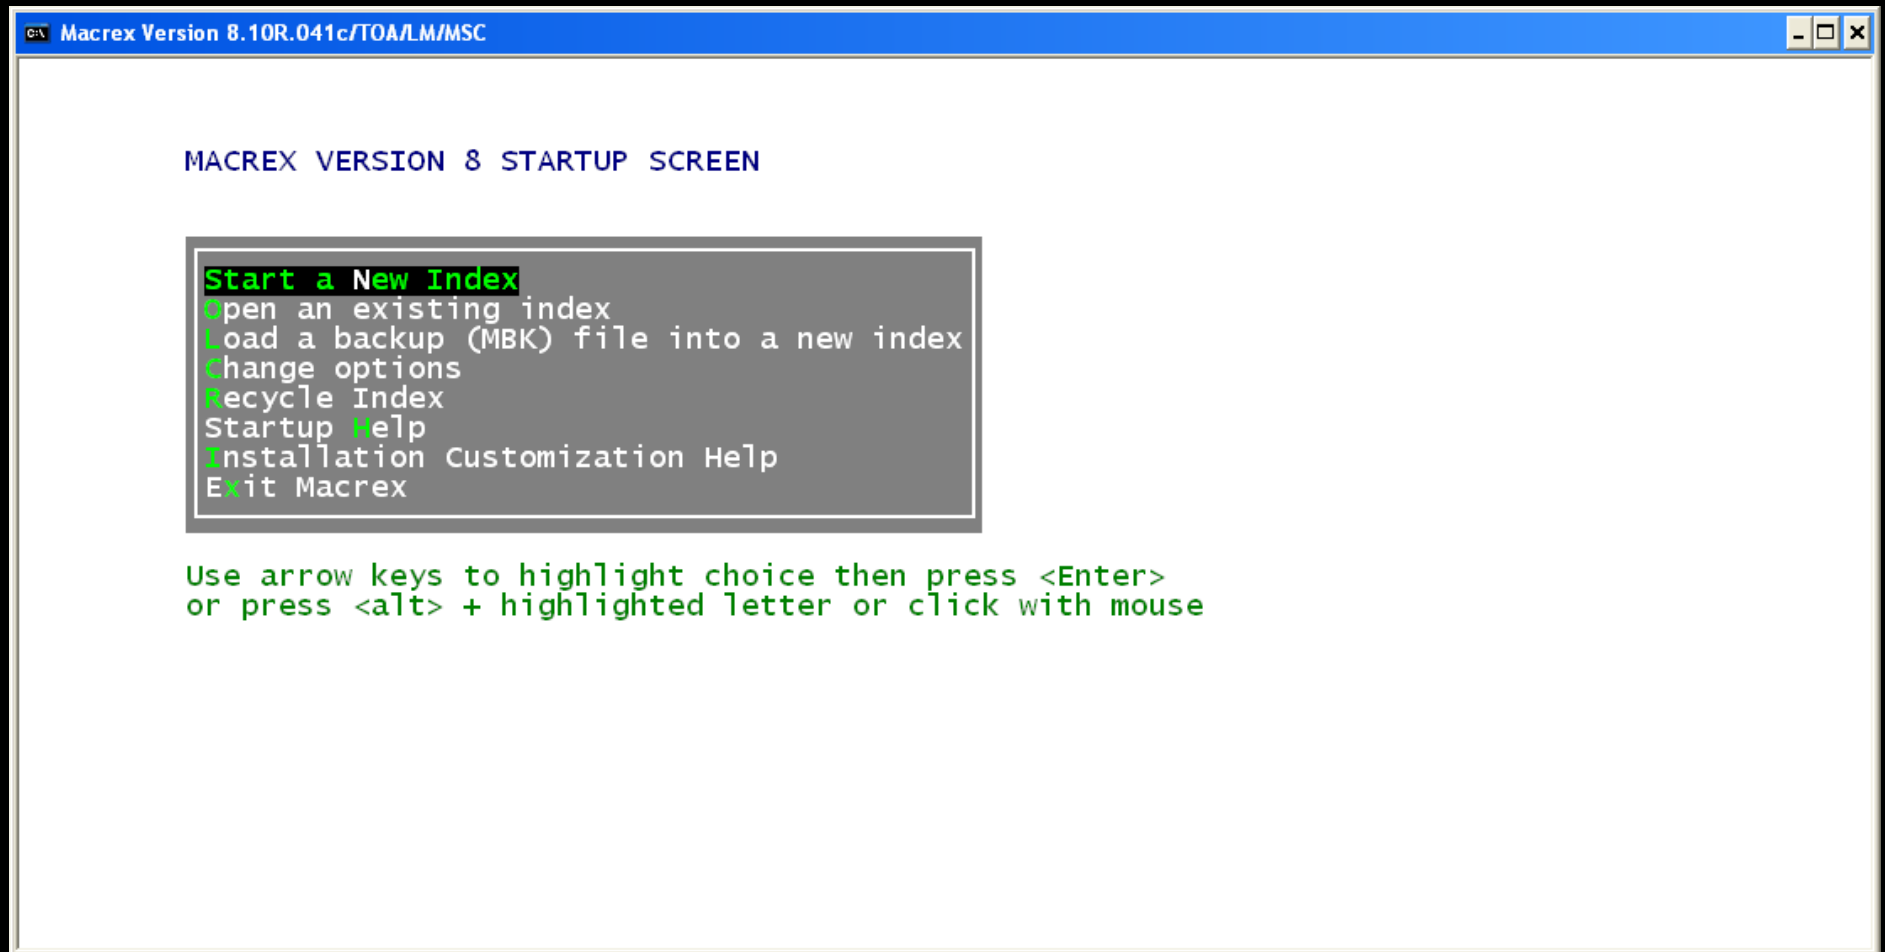 Macrex Version 8.10R.041c/TOA/LM/MSC
MACREX VERSION 8 STARTUP SCREEN
Start a New Index
Open an existing index
Load a backup (MBK) file into a new index
Change options
Recycle Index
Startup Help
Installation Customization Help
Exit Macrex
Use arrow keys to highlight choice then press <Enter>
or press <alt> + highlighted letter or click with mouse